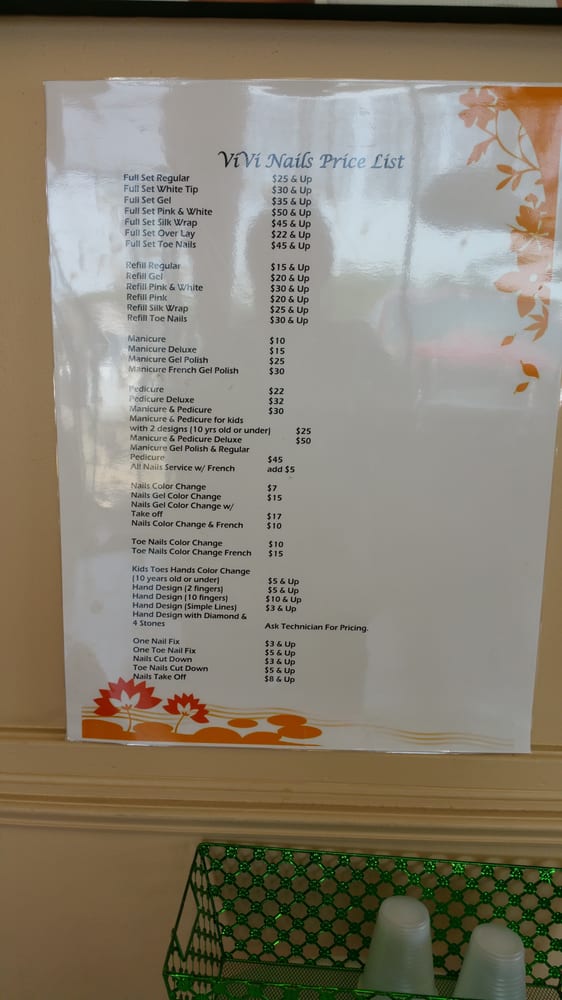 ViVi Nails Price List
Full Set Regular $25 & Up
Full Set White Tip $30 & Up
Full Set Gel $35 & Up
Full Set Pink & White $50 & Up
Full Set Silk Wrap $45 & Up
Full Set Over Lay $22 & Up
Full Set Toe Nails $45 & Up
Refill Regular $15 & Up
Refill Gel $20 & Up
Refill Pink & White $30 & Up
Refill Pink $20 & Up
Refill Silk Wrap $25 & Up
Refill Toe Nails $30 & Up
Manicure $10
Manicure Deluxe $15
Manicure Gel Polish $25
Manicure French Gel Polish $30
Pedicure $22
Pedicure Deluxe $32
Manicure & Pedicure $30
Manicure & Pedicure for kids
with 2 designs (10 yrs old or under) $25
Manicure & Pedicure Deluxe $50
Manicure Gel Polish & Regular
Pedicure $45
All Nails Service w/ French add $5
Nails Color Change $7
Nails Gel Color Change $15
Nails Gel Color Change w/
Take off $17
Nails Color Change & French $10
Toe Nails Color Change $10
Toe Nails Color Change French $15
Kids Toes Hands Color Change
(10 years old or under) $5 & Up
Hand Design (2 fingers) $5 & Up
Hand Design (10 fingers) $10 & Up
Hand Design (Simple Lines) $3 & Up
Hand Design with Diamond &
4 Stones Ask Technician For Pricing.
One Nail Fix $3 & Up
One Toe Nail Fix $5 & Up
Nails Cut Down $3 & Up
Toe Nails Cut Down $5 & Up
Nails Take Off $8 & Up